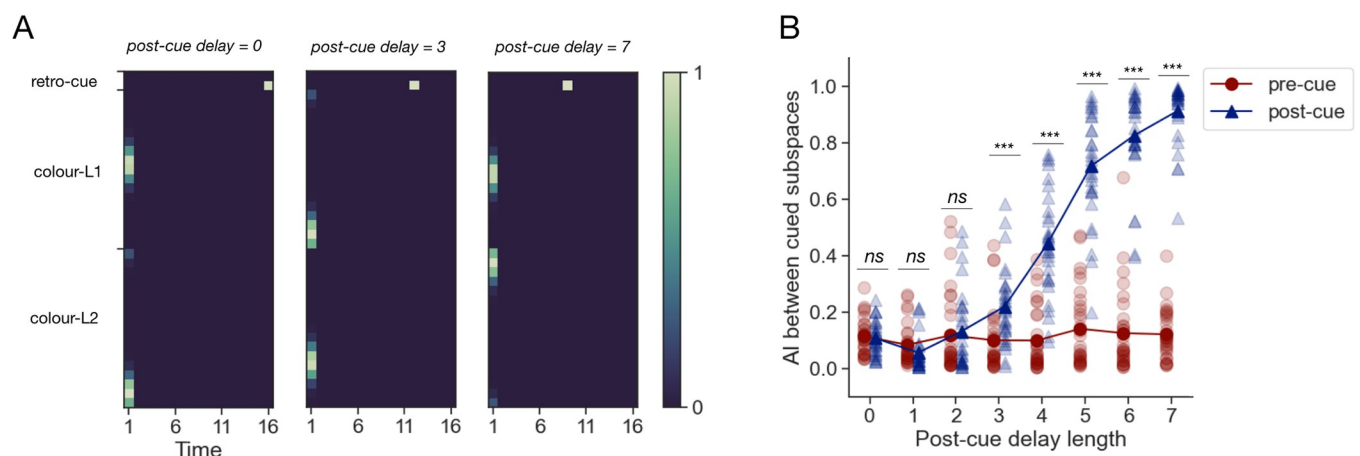 A
post-cue delay = 0
post-cue delay = 3
post-cue delay = 7
retro-cue
colour-L1
colour-L2
1 6 11 16
1 6 11 16
1 6 11 16
Time
1
0
B
AI between cued subspaces
1.0
0.8
0.6
0.4
0.2
0.0
ns
ns
ns
***
***
***
***
***
0 1 2 3 4 5 6 7
Post-cue delay length
pre-cue
post-cue